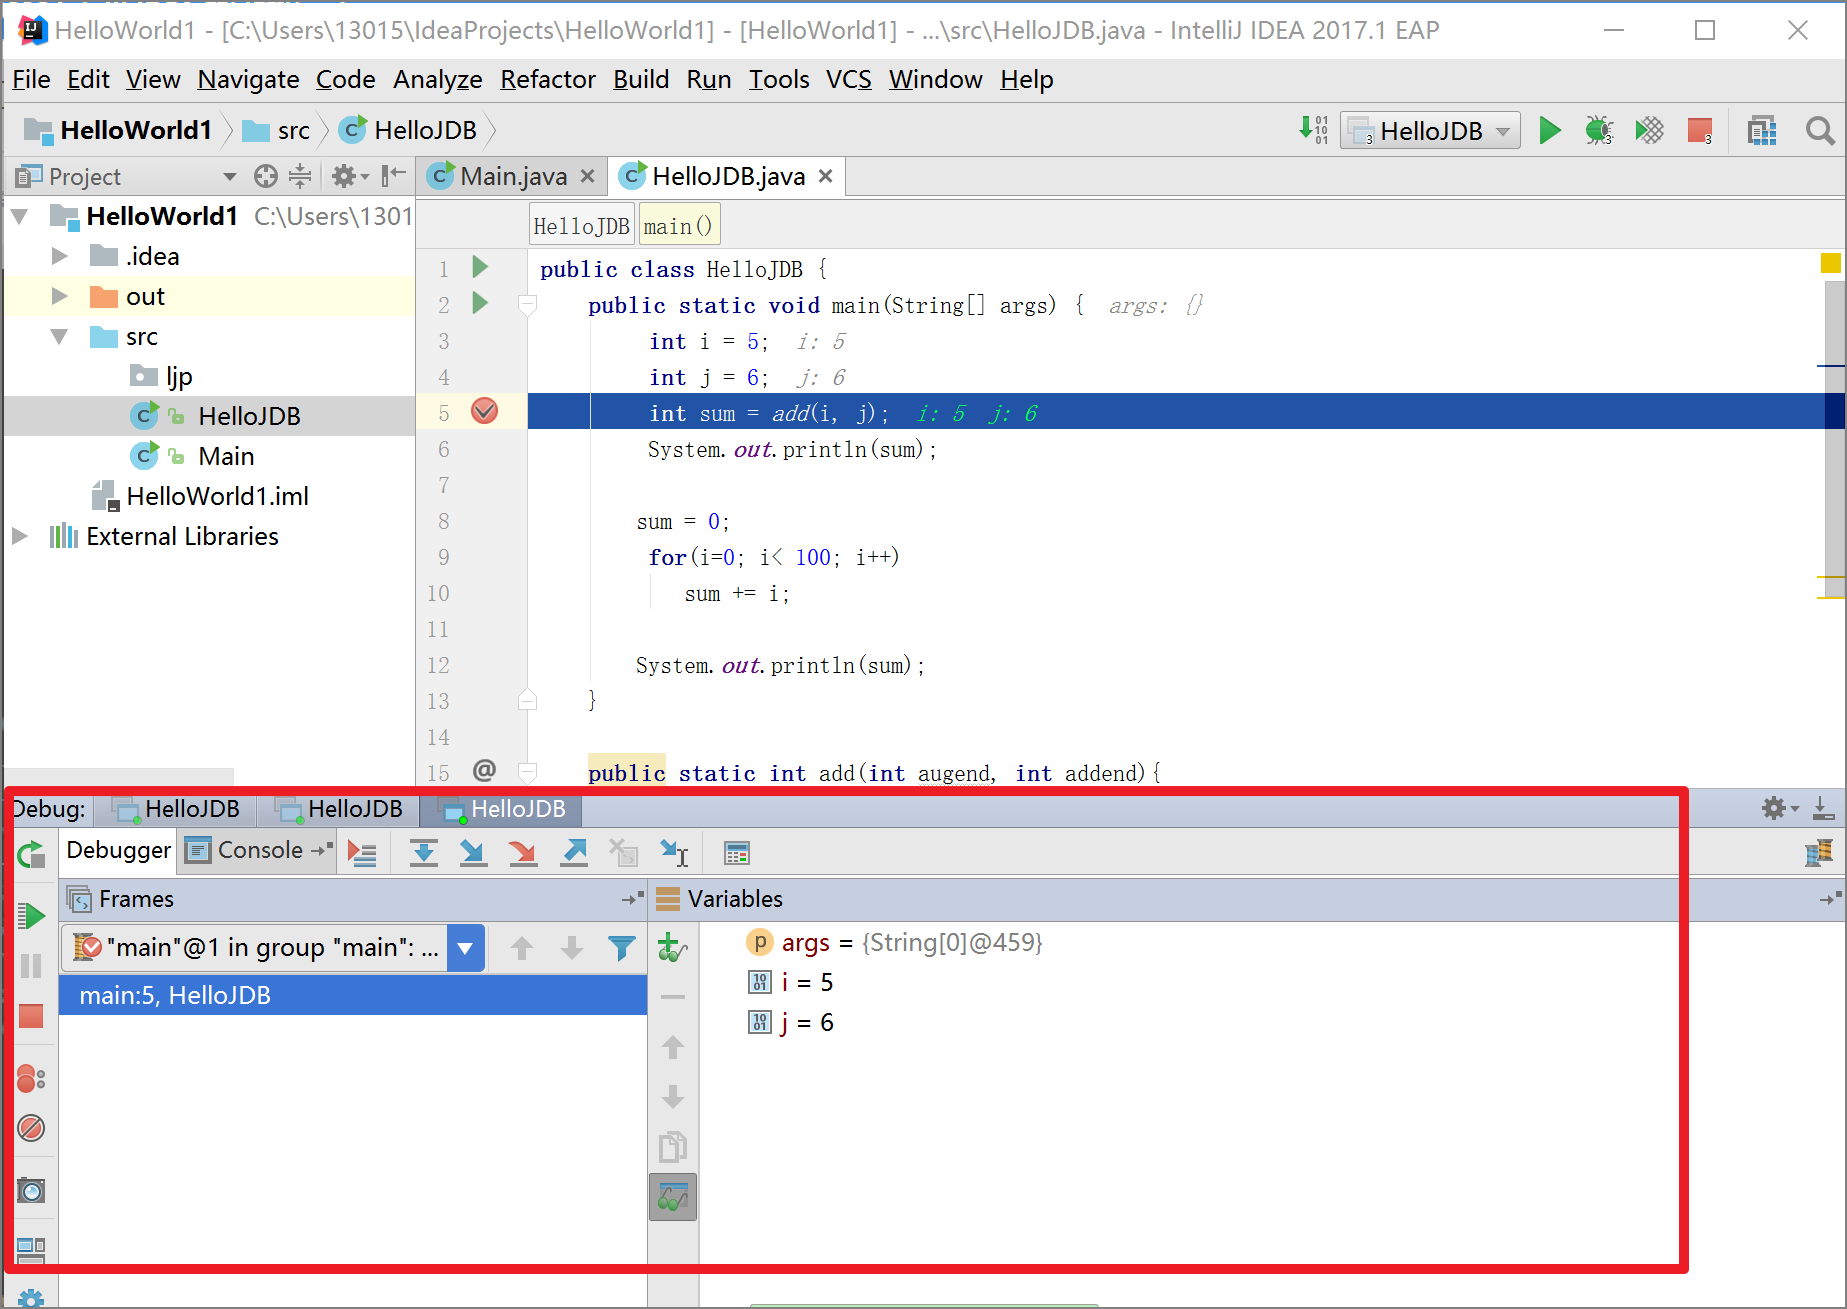 HelloWorld1 - [C:\Users\13015\IdeaProjects\HelloWorld1] - [HelloWorld1] - ...\src\HelloJDB.java - IntelliJ IDEA 2017.1 EAP
File Edit View Navigate Code Analyze Refactor Build Run Tools VCS Window Help
HelloWorld1 src HelloJDB HelloJDB
Project Main.java HelloJDB.java
HelloWorld1 C:\Users\1301
.idea
out
src
ljp
HelloJDB
Main
HelloWorld1.iml
External Libraries
HelloJDB main()
1 public class HelloJDB {
2 public static void main(String[] args) { args: {}
3 int i = 5; i: 5
4 int j = 6; j: 6
5 int sum = add(i, j); i: 5 j: 6
6 System.out.println(sum);
7
8 sum = 0;
9 for(i=0; i< 100; i++)
10 sum += i;
11
12 System.out.println(sum);
13 }
14
15 @ public static int add(int augend, int addend){
Debug: HelloJDB HelloJDB HelloJDB
Debugger Console
Frames Variables
"main"@1 in group "main": ...
main:5, HelloJDB
args = {String[0]@459}
i = 5
j = 6